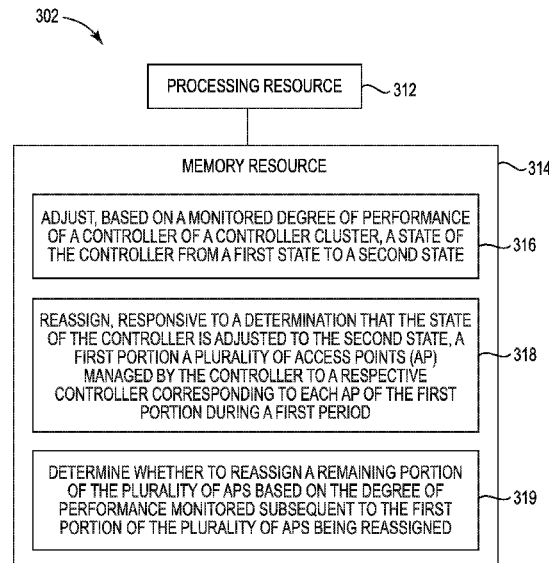 302
PROCESSING RESOURCE
312
MEMORY RESOURCE
314
ADJUST, BASED ON A MONITORED DEGREE OF PERFORMANCE
OF A CONTROLLER OF A CONTROLLER CLUSTER, A STATE OF
THE CONTROLLER FROM A FIRST STATE TO A SECOND STATE
316
REASSIGN, RESPONSIVE TO A DETERMINATION THAT THE STATE
OF THE CONTROLLER IS ADJUSTED TO THE SECOND STATE, A
FIRST PORTION A PLURALITY OF ACCESS POINTS (AP)
MANAGED BY THE CONTROLLER TO A RESPECTIVE
CONTROLLER CORRESPONDING TO EACH AP OF THE FIRST
PORTION DURING A FIRST PERIOD
318
DETERMINE WHETHER TO REASSIGN A REMAINING PORTION
OF THE PLURALITY OF APS BASED ON THE DEGREE OF
PERFORMANCE MONITORED SUBSEQUENT TO THE FIRST
PORTION OF THE PLURALITY OF APS BEING REASSIGNED
319